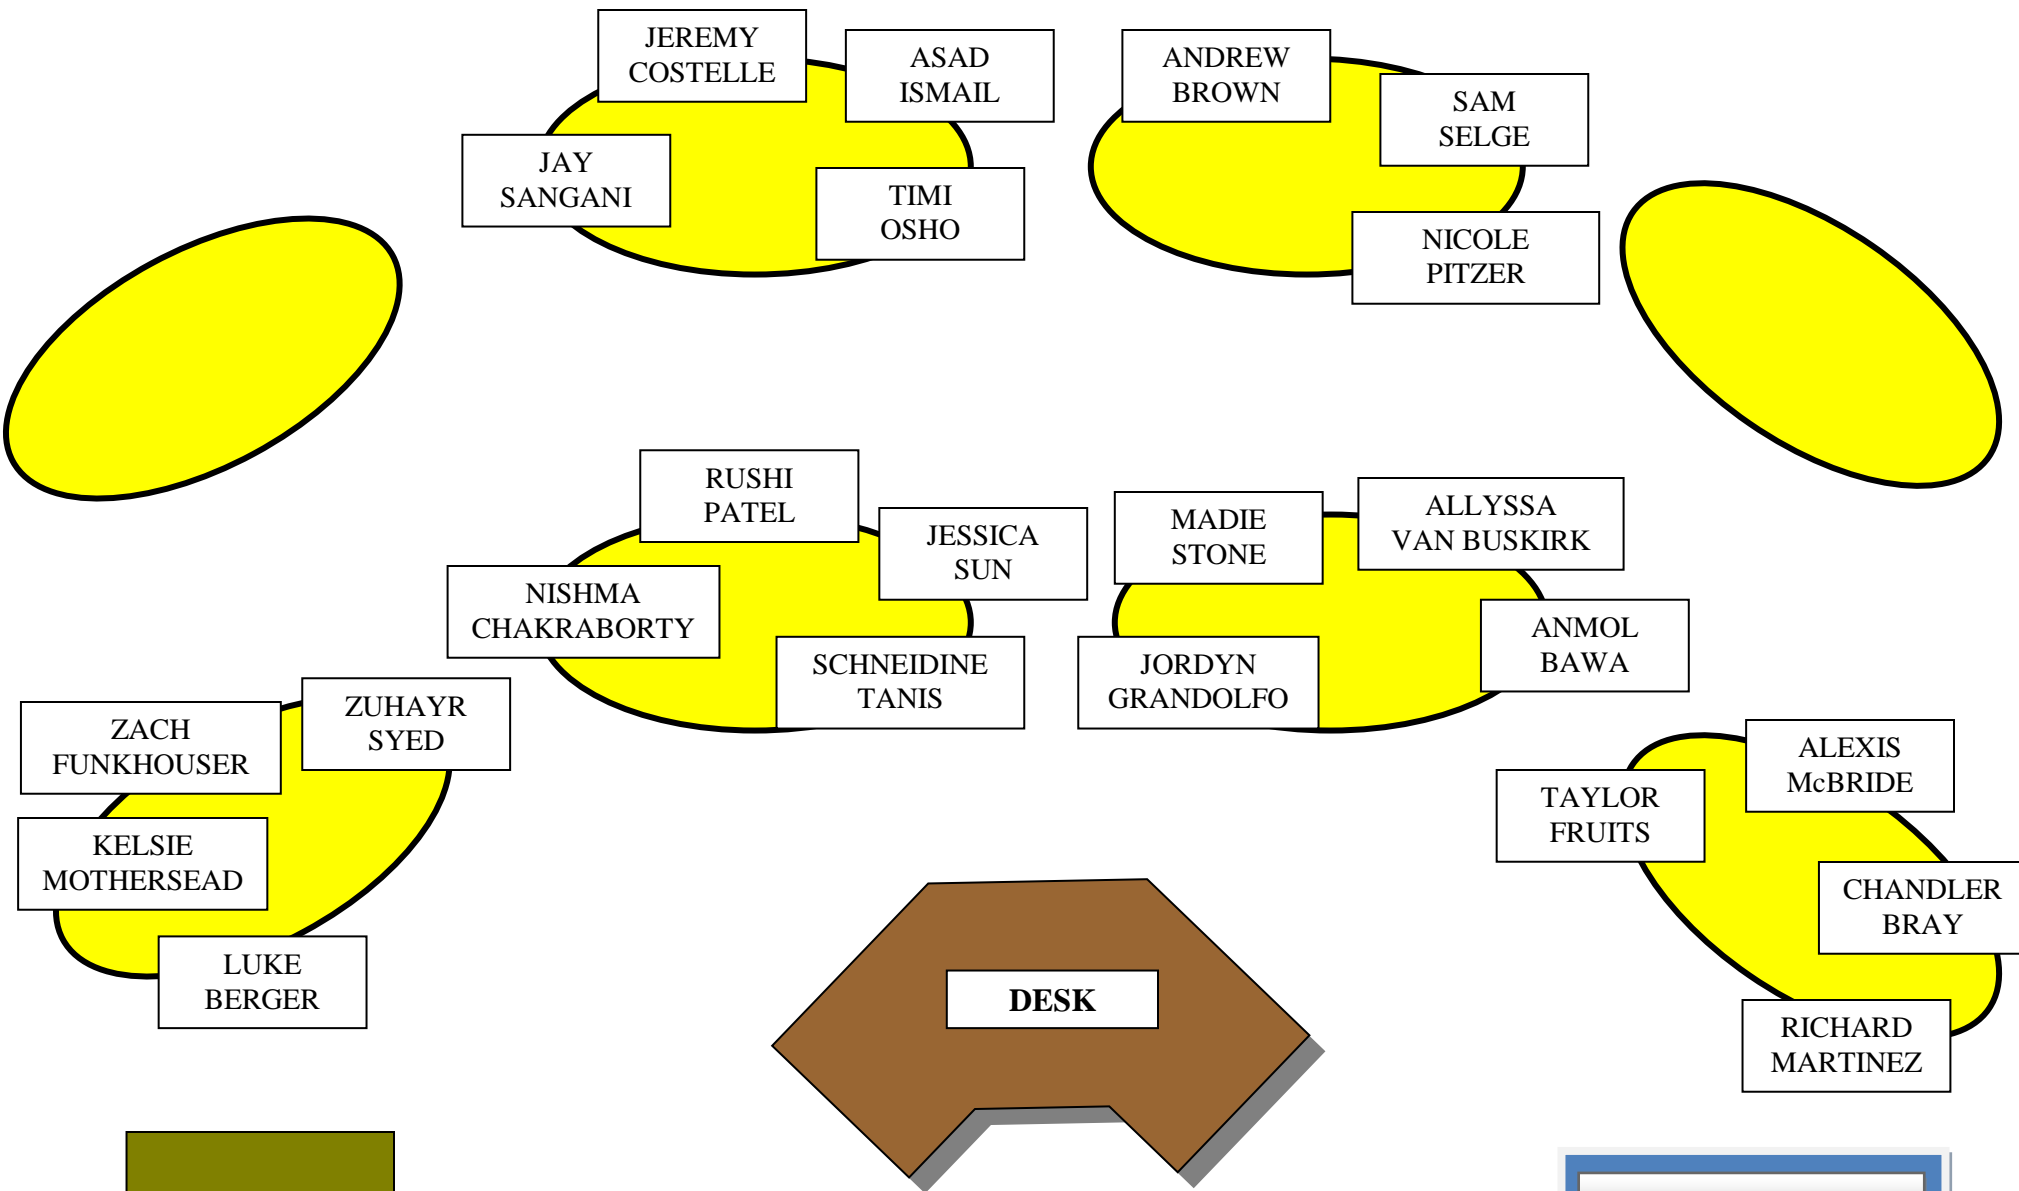 JEREMY
COSTELLE
ASAD
ISMAIL
ANDREW
BROWN
SAM
SELGE
JAY
SANGANI
TIMI
OSHO
NICOLE
PITZER
RUSHI
PATEL
JESSICA
SUN
MADIE
STONE
ALLYSSA
VAN BUSKIRK
NISHMA
CHAKRABORTY
SCHNEIDINE
TANIS
JORDYN
GRANDOLFO
ANMOL
BAWA
ZACH
FUNKHOUSER
ZUHAYR
SYED
KELSIE
MOTHERSEAD
LUKE
BERGER
TAYLOR
FRUITS
ALEXIS
McBRIDE
CHANDLER
BRAY
RICHARD
MARTINEZ
DESK